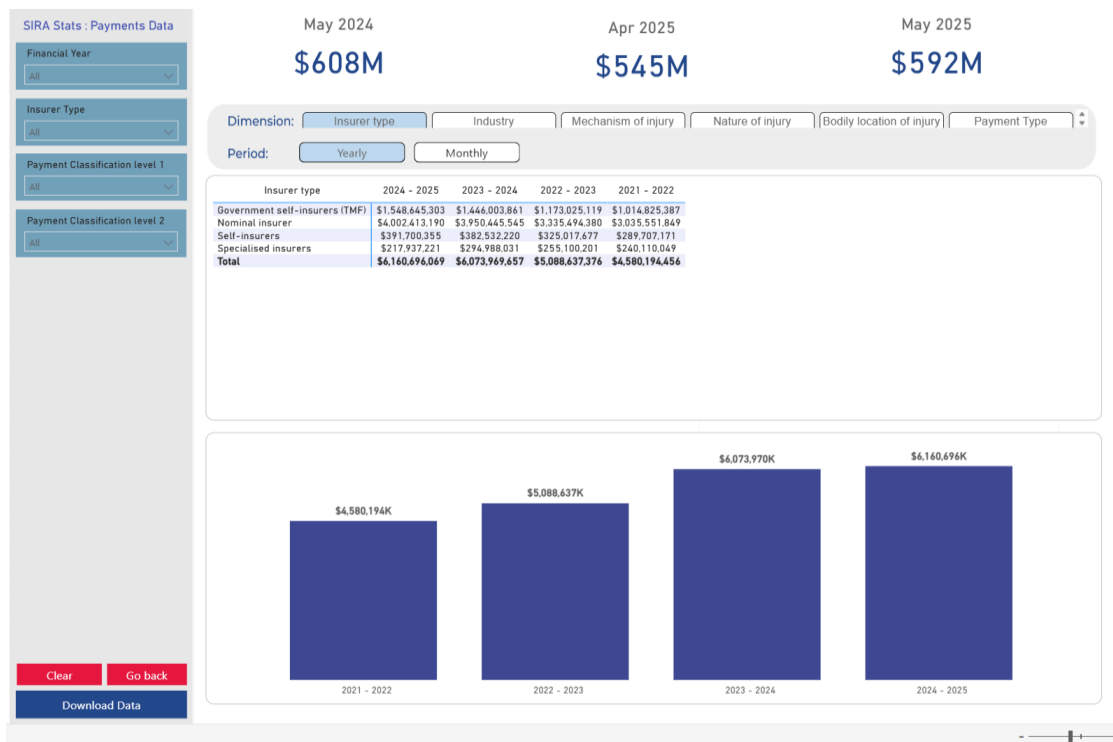 SIRA Stats : Payments Data
Financial Year
All
Insurer Type
All
Payment Classification level 1
All
Payment Classification level 2
All
Clear Go back
Download Data
May 2024 Apr 2025 May 2025
$608M $545M $592M
Dimension: Insurer type Industry Mechanism of injury Nature of injury Bodily location of injury Payment Type
Period: Yearly Monthly
Insurer type 2024 - 2025 2023 - 2024 2022 - 2023 2021 - 2022
Government self-insurers (TMF) $1,548,645,303 $1,446,003,861 $1,173,025,119 $1,014,825,387
Nominal insurer $4,002,413,190 $3,950,445,545 $3,335,494,380 $3,035,551,849
Self-insurers $391,700,355 $382,532,220 $325,017,677 $289,707,171
Specialised insurers $217,937,221 $294,988,031 $255,100,201 $240,110,049
Total $6,160,696,069 $6,073,969,657 $5,088,637,376 $4,580,194,456
$4,580,194K $5,088,637K $6,073,970K $6,160,696K
2021 - 2022 2022 - 2023 2023 - 2024 2024 - 2025